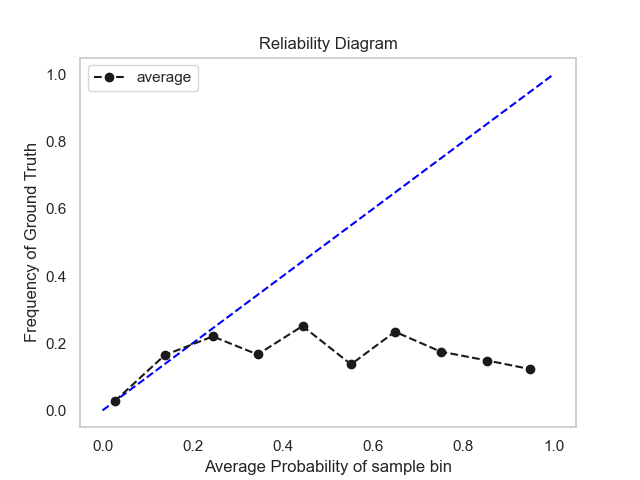 Reliability Diagram
average
1.0
0.8
0.6
0.4
0.2
0.0
Frequency of Ground Truth
0.0 0.2 0.4 0.6 0.8 1.0
Average Probability of sample bin